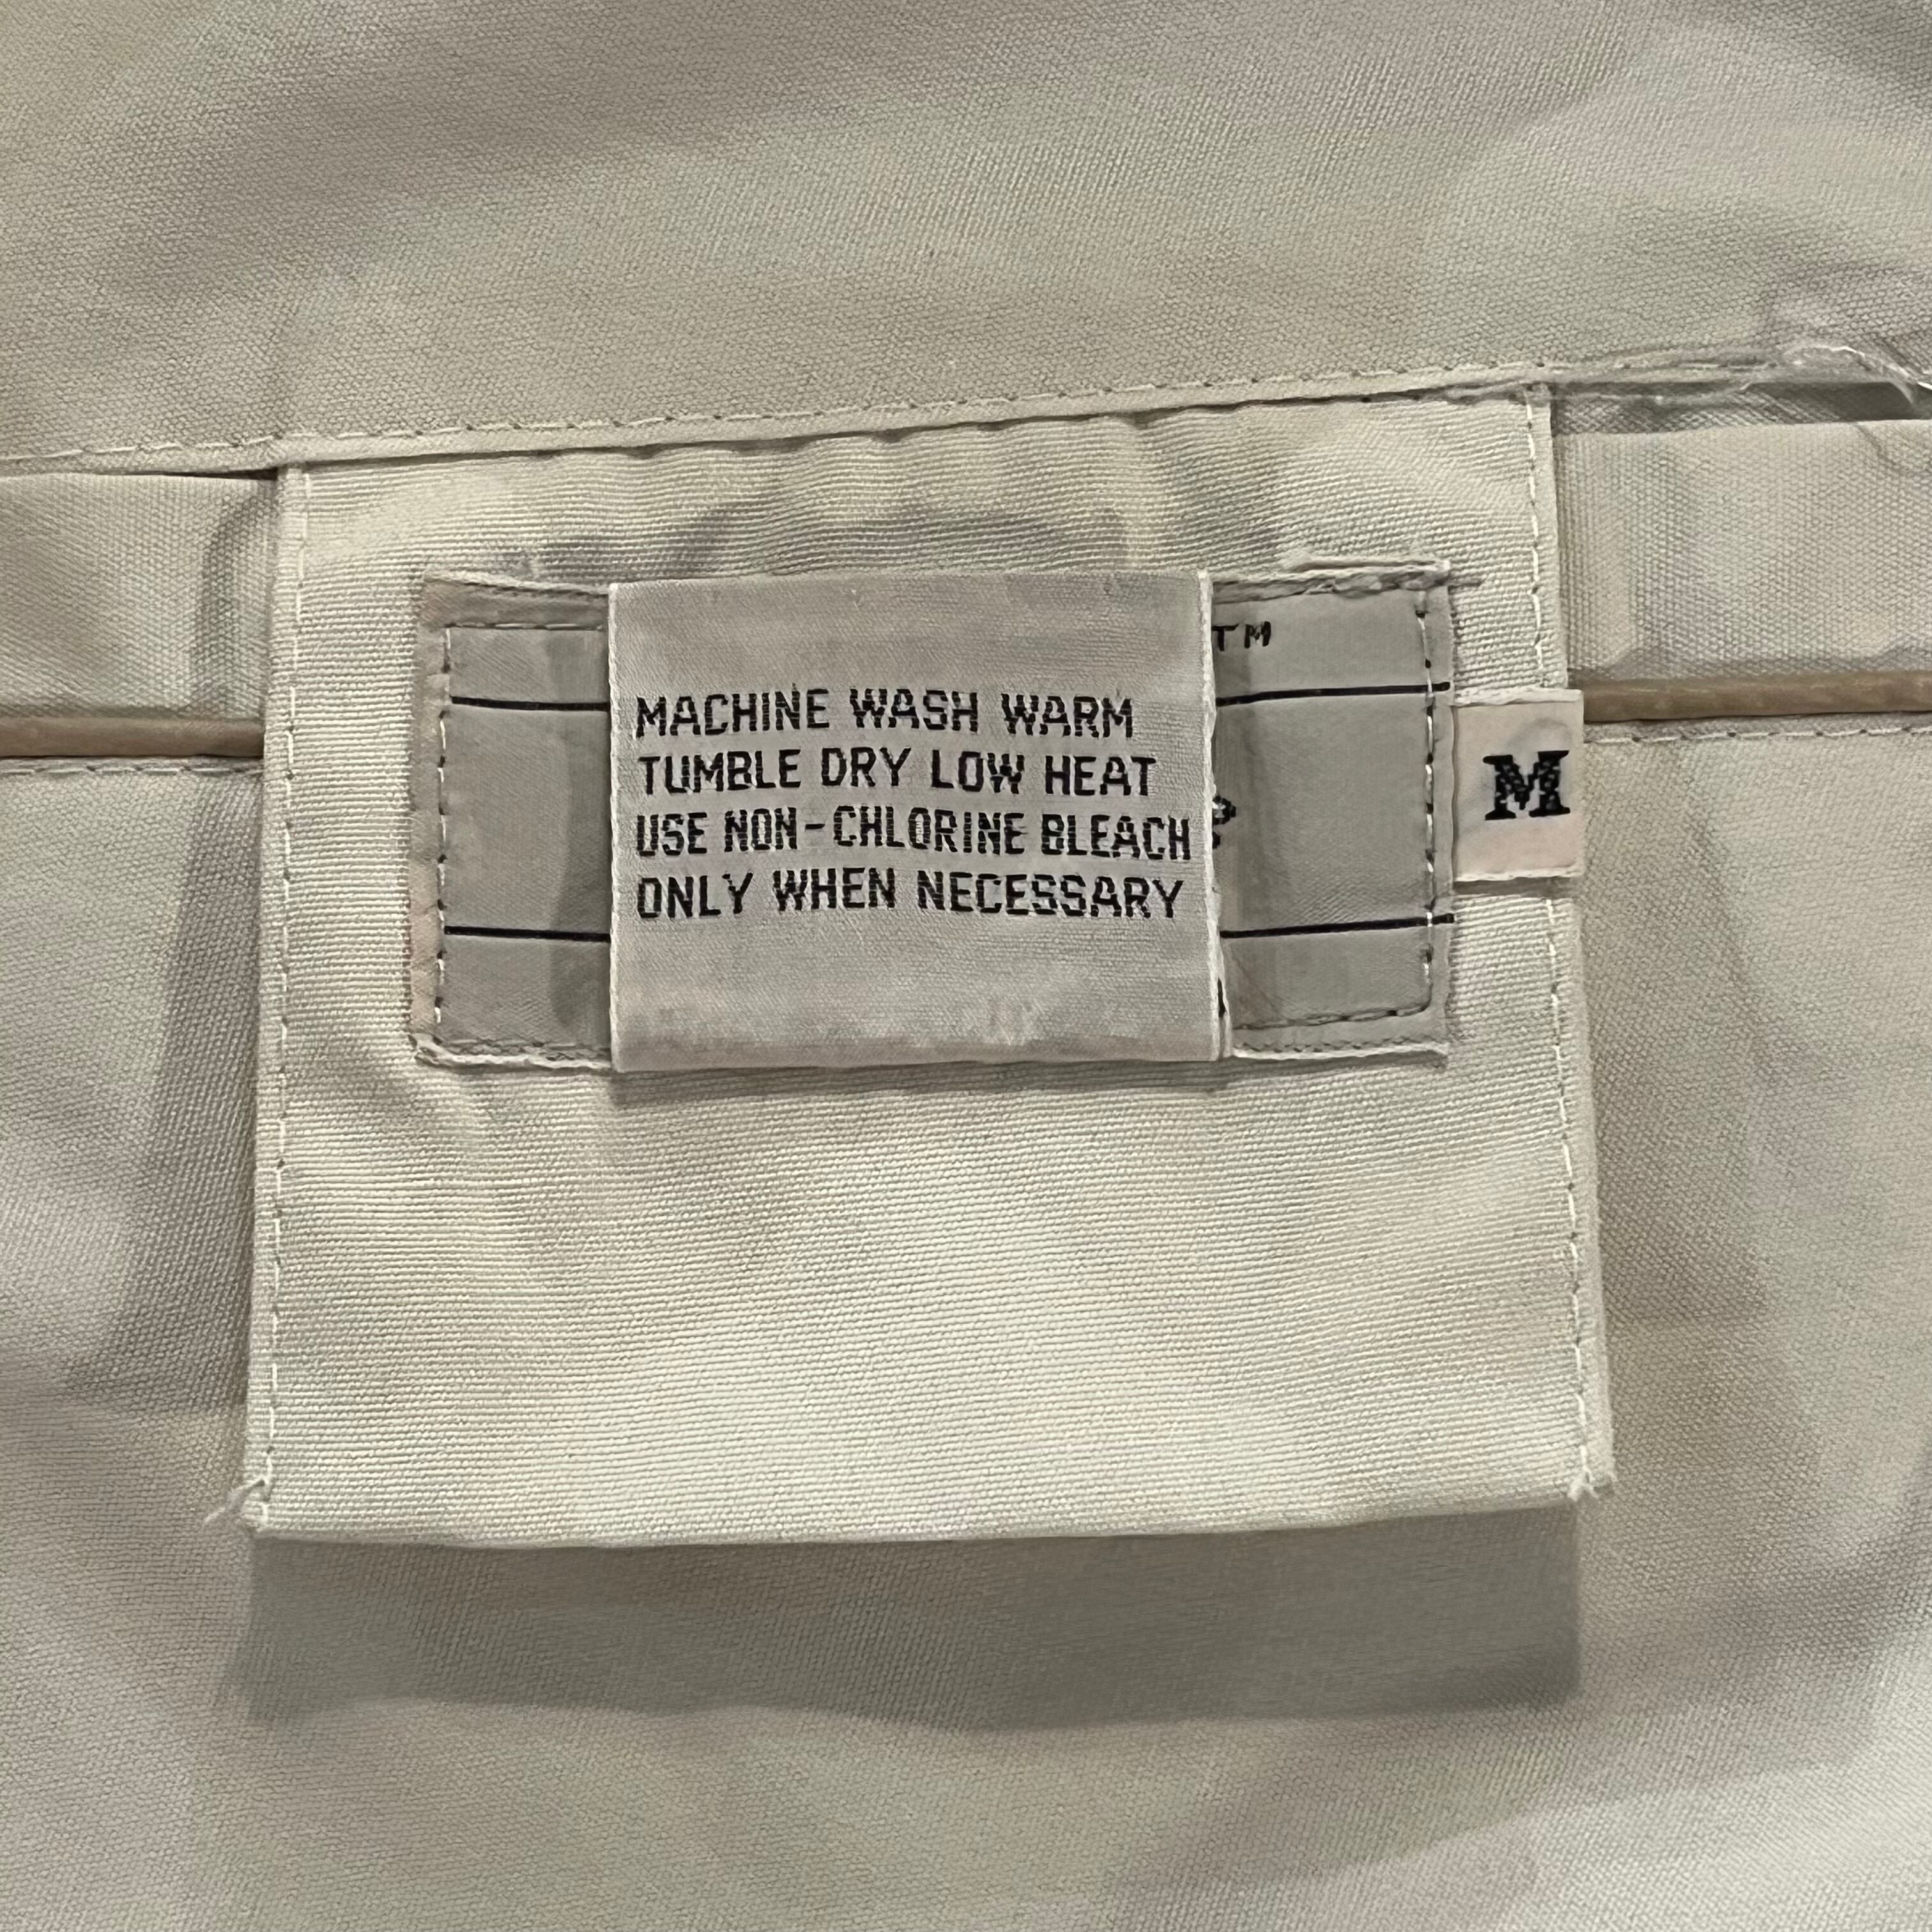 TM
MACHINE WASH WARM
TUMBLE DRY LOW HEAT
USE NON-CHLORINE BLEACH
ONLY WHEN NECESSARY
M